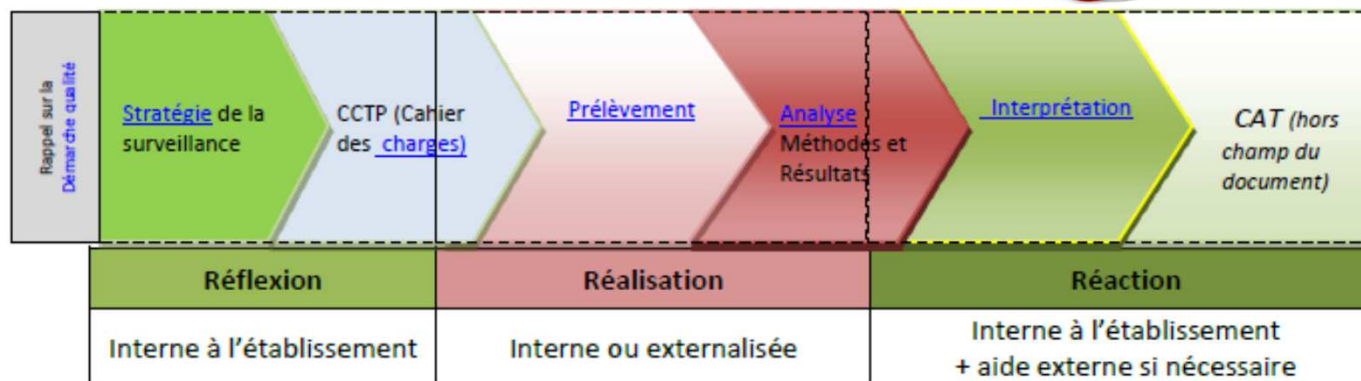 Rappel sur la
Démarche qualité
Stratégie de la
surveillance
CCTP (Cahier
des charges)
Prélèvement
Analyse
Méthodes et
Résultats
Interprétation
CAT (hors
champ du
document)
Réflexion
Réalisation
Réaction
Interne à l'établissement
Interne ou externalisée
Interne à l'établissement
+ aide externe si nécessaire